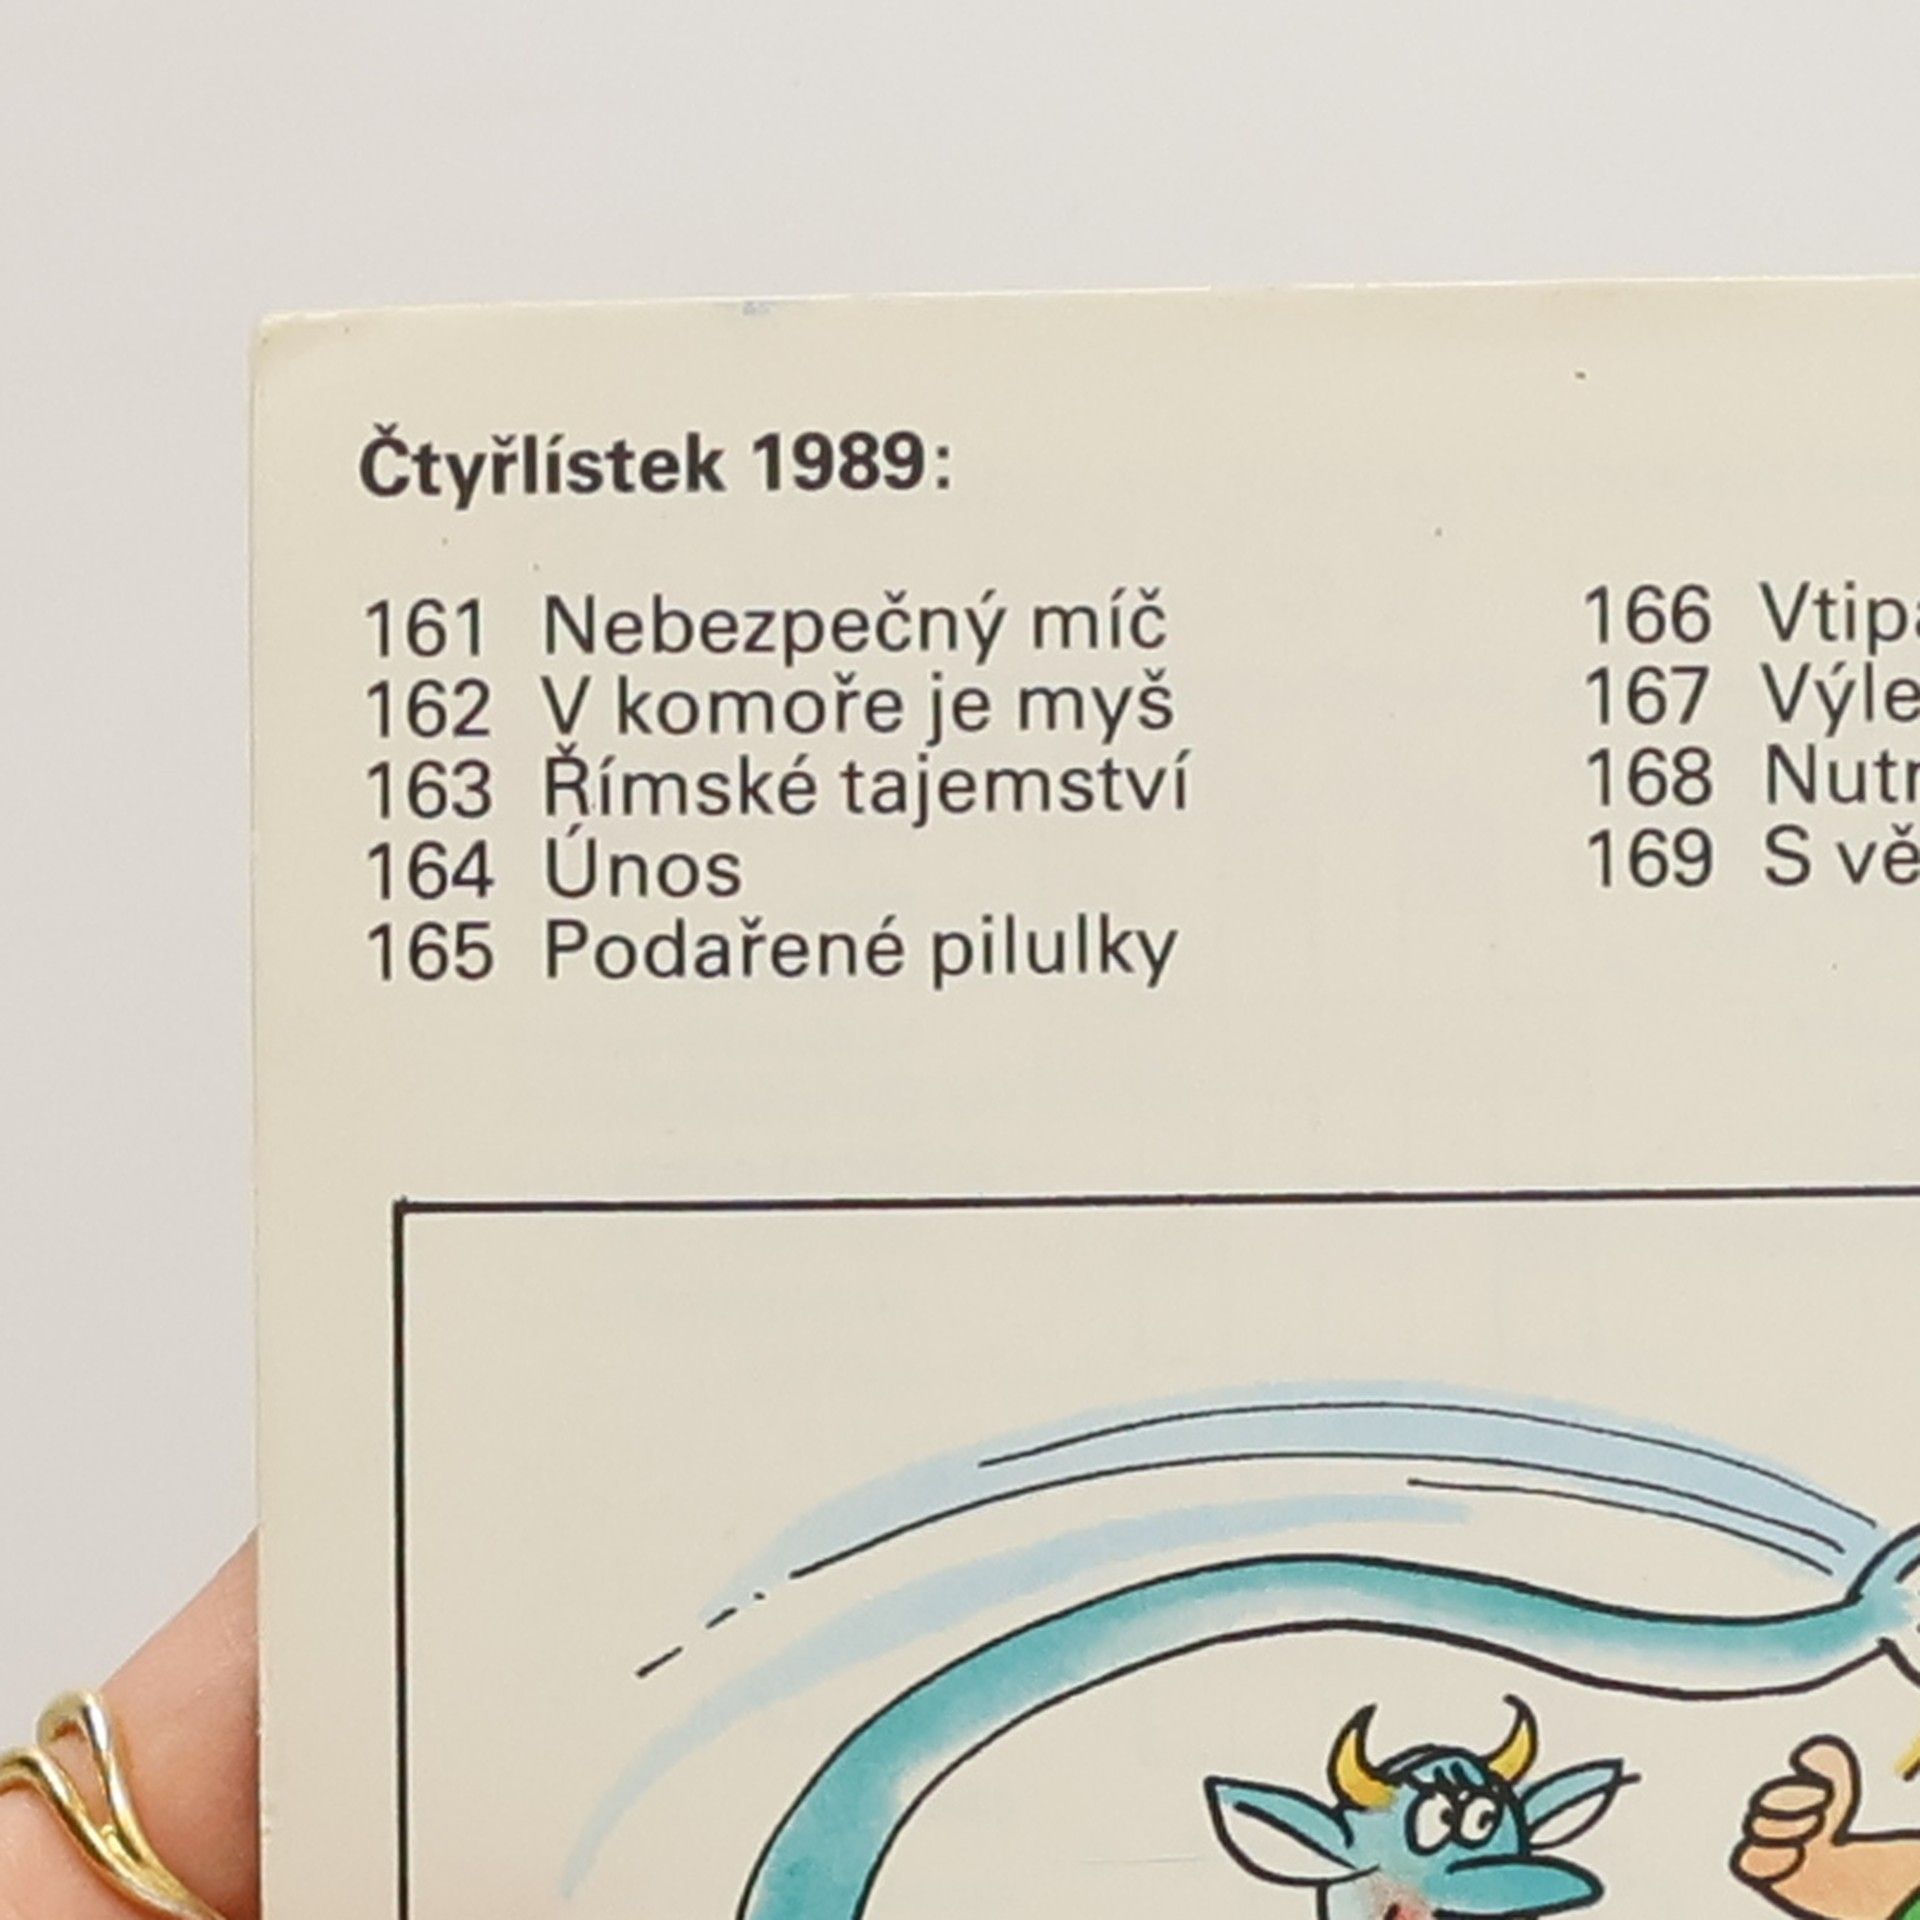 Čtyřlístek 1989:
161 Nebezpečný míč
162 V komoře je myš
163 Římské tajemství
164 Únos
165 Podařené pilulky
166
167
168
169 S